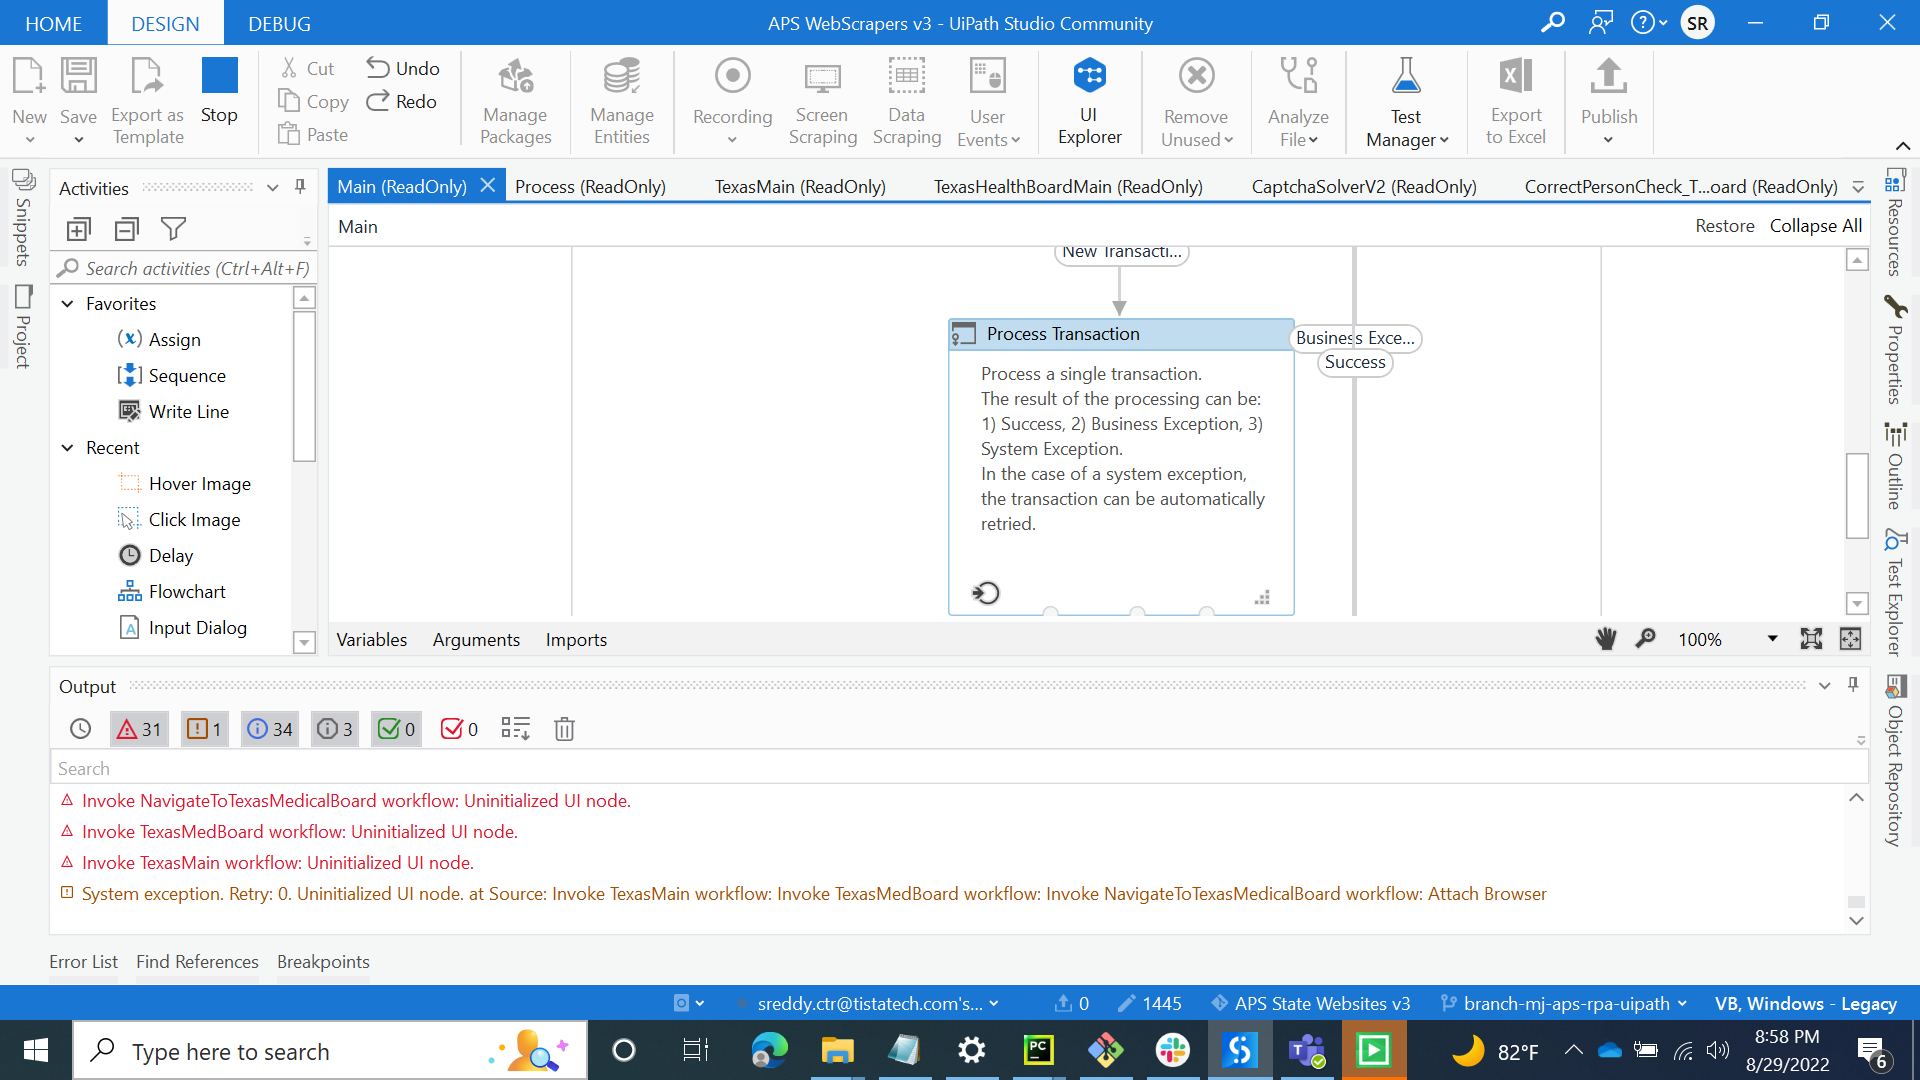 HOME
DESIGN
DEBUG
APS WebScrapers v3 - UiPath Studio Community
SR
New
Save
Export as
Template
Stop
Cut
Copy
Paste
Undo
Redo
Manage
Packages
Manage
Entities
Recording
Screen
Scraping
Data
Scraping
User
Events
UI
Explorer
Remove
Unused
Analyze
File
Test
Manager
Export
to Excel
Publish
Snippets
Project
Activities
Search activities (Ctrl+Alt+F)
Favorites
Assign
Sequence
Write Line
Recent
Hover Image
Click Image
Delay
Flowchart
Input Dialog
Main (ReadOnly)
Process (ReadOnly)
TexasMain (ReadOnly)
TexasHealthBoardMain (ReadOnly)
CaptchaSolverV2 (ReadOnly)
CorrectPersonCheck_T...oard (ReadOnly)
Main
Restore
Collapse All
New Transacti...
Process Transaction
Business Exce...
Success
Process a single transaction.
The result of the processing can be:
1) Success, 2) Business Exception, 3)
System Exception.
In the case of a system exception,
the transaction can be automatically
retried.
Variables
Arguments
Imports
100%
Resources
Properties
Outline
Test Explorer
Object Repository
Output
31
1
34
3
0
0
Search
Invoke NavigateToTexasMedicalBoard workflow: Uninitialized UI node.
Invoke TexasMedBoard workflow: Uninitialized UI node.
Invoke TexasMain workflow: Uninitialized UI node.
System exception. Retry: 0. Uninitialized UI node. at Source: Invoke TexasMain workflow: Invoke TexasMedBoard workflow: Invoke NavigateToTexasMedicalBoard workflow: Attach Browser
Error List
Find References
Breakpoints
sreddy.ctr@tistatech.com's...
0
1445
APS State Websites v3
branch-mj-aps-rpa-uipath
VB, Windows - Legacy
Type here to search
PC
82°F
8:58 PM
8/29/2022
6